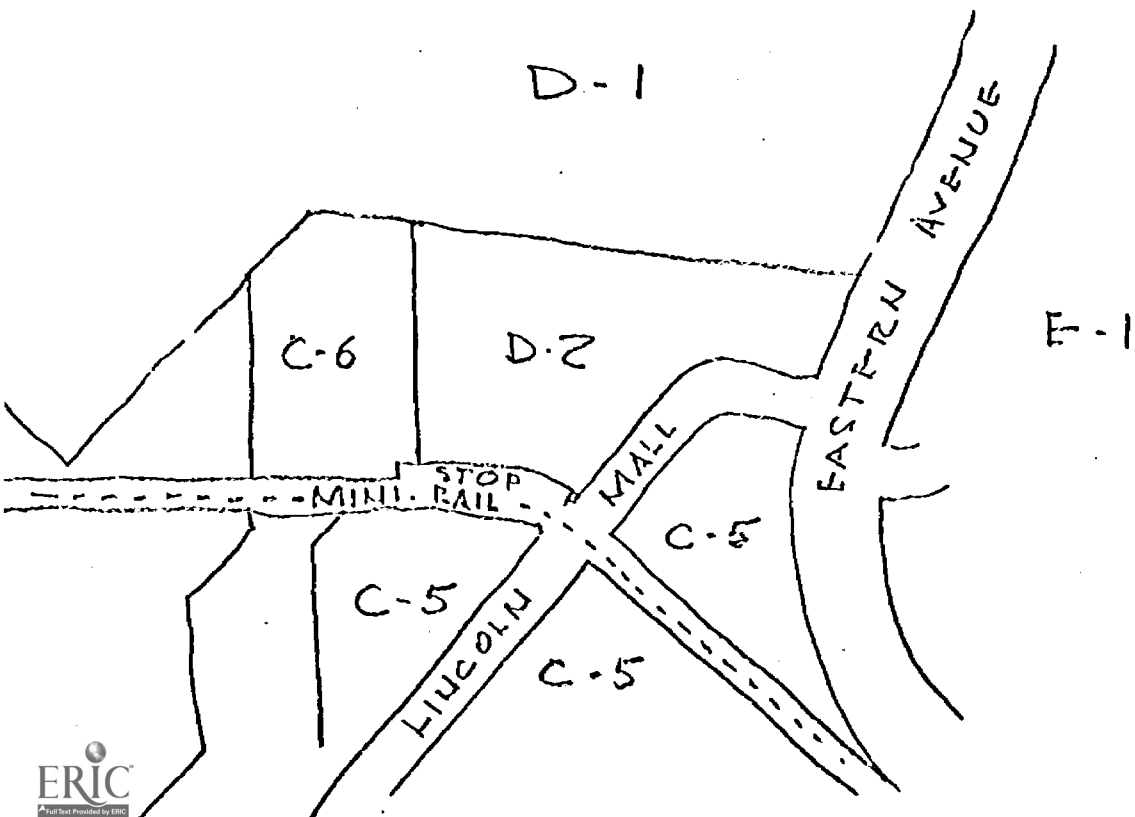 D-1
EASTERN AVENUE
E-1
C-6
D-2
MALL
STOP
MINI-RAIL
C-5
C-5
LINCOLN
C-5
ERIC
Full Text Provided by ERIC